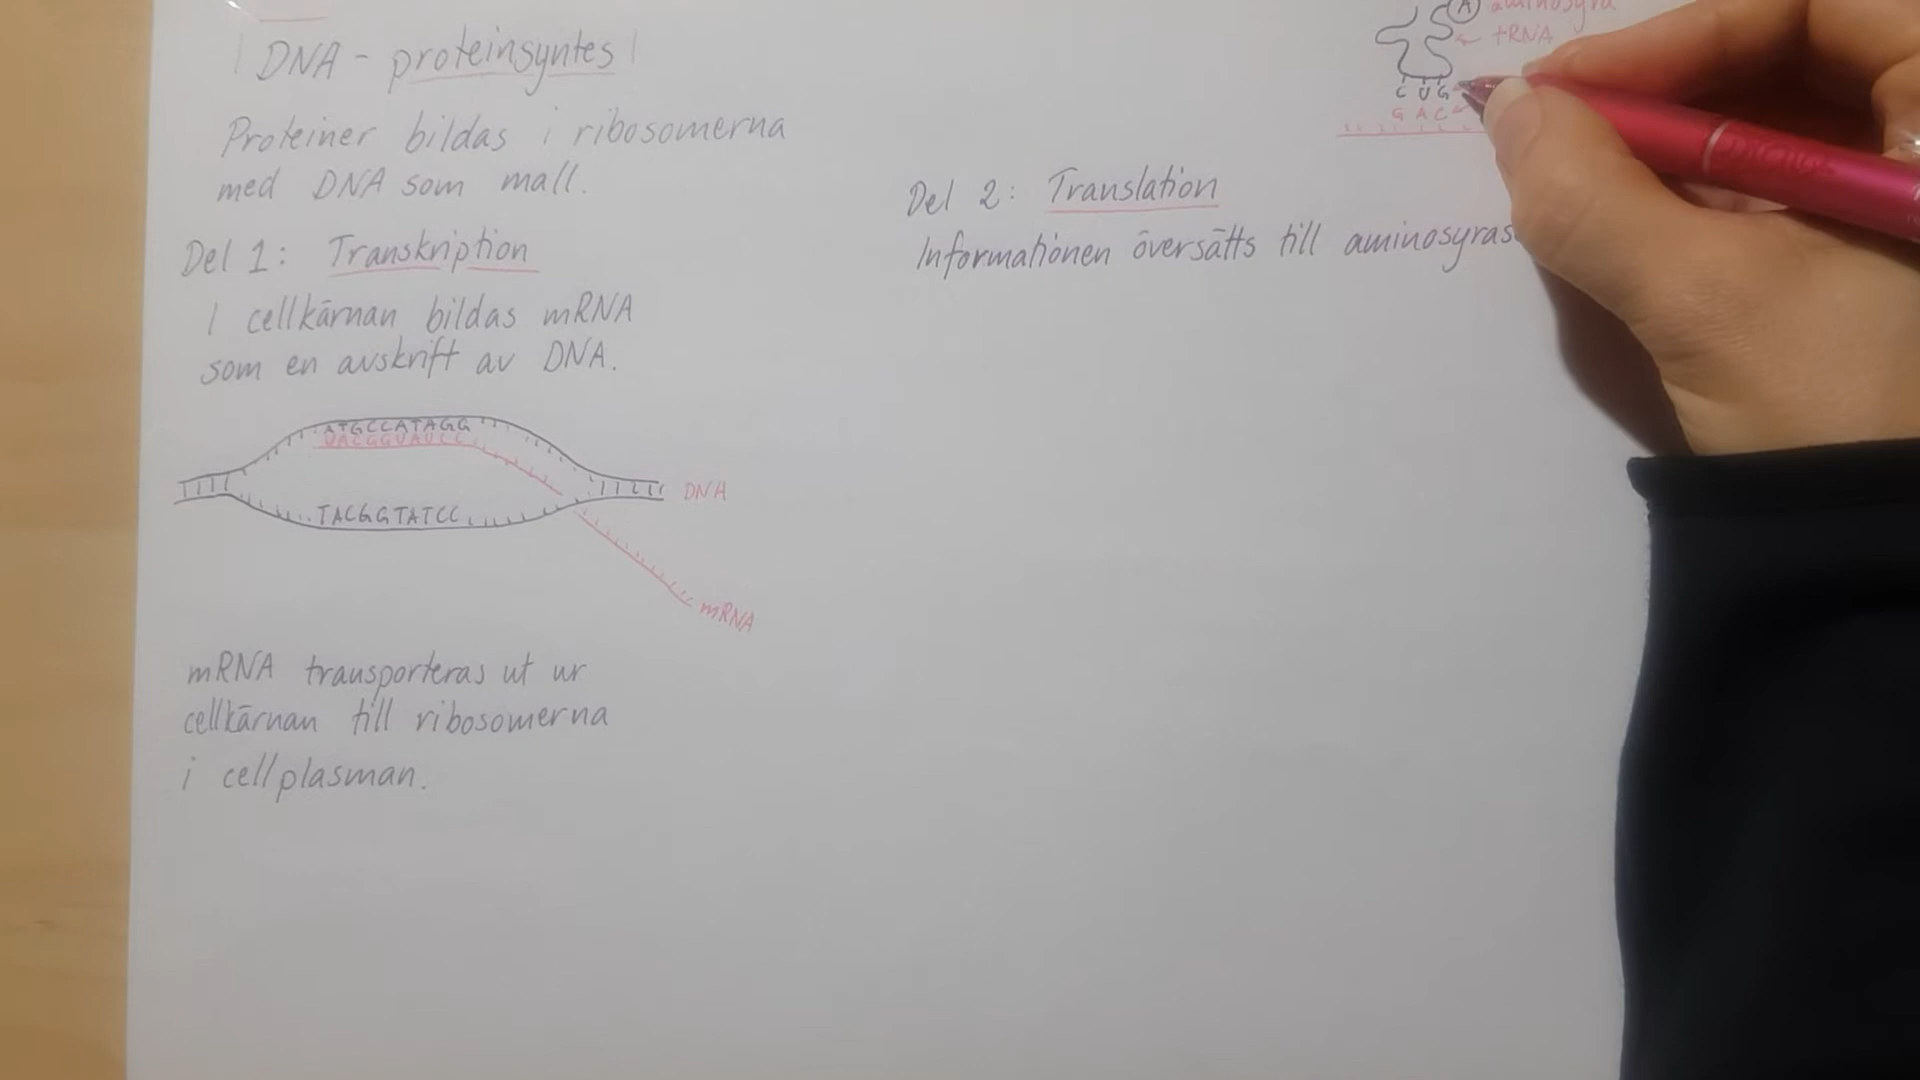 DNA - proteinsyntes
Proteiner bildas i ribosomerna
med DNA som mall.
Del 1: Transkription
I cellkärnan bildas mRNA
som en avskrift av DNA.
ATGCCATAGG
UACGGUAUCC
TACGGTATCC
DNA
mRNA
mRNA transporteras ut ur
cellkärnan till ribosomerna
i cellplasman.
A aminosyra
tRNA
CUG
GAC
Del 2: Translation
Informationen översätts till